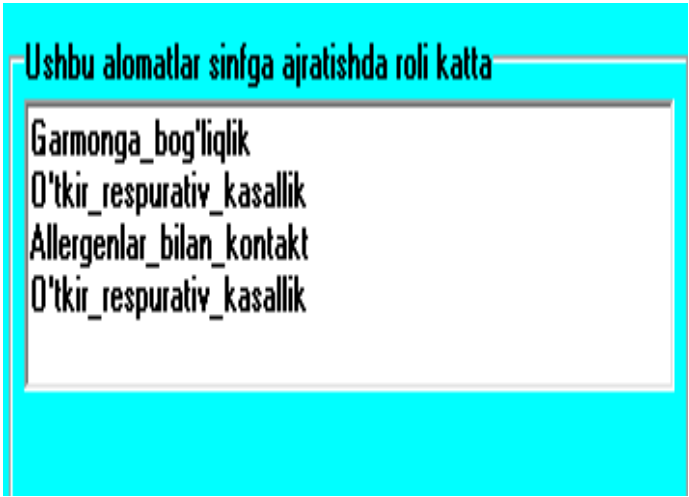 Ushbu alomatlar sinfga ajratishda roli katta
Garmonga_bog'liqlik
O'tkir_respurativ_kasallik
Allergenlar_bilan_kontakt
O'tkir_respurativ_kasallik